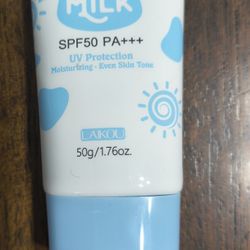 MILK
SPF50 PA+++
UV Protection
Moisturizing - Even Skin Tone
LAIKOU
50g/1.76oz.